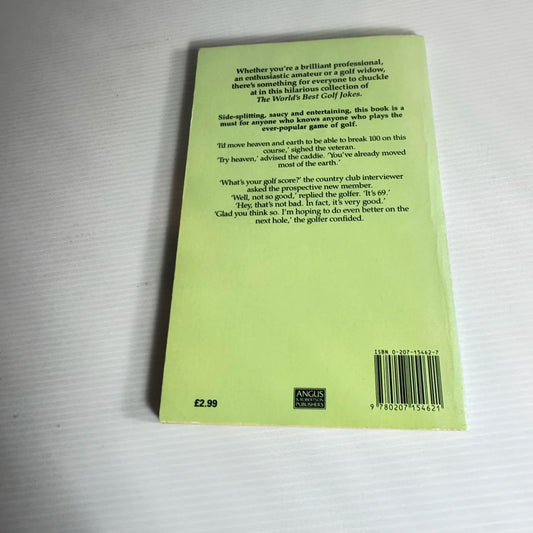 Whether you're a brilliant professional,
an enthusiastic amateur or a golf widow,
there's something for everyone to chuckle
at in this hilarious collection of
The World's Best Golf Jokes.
Side-splitting, saucy and entertaining, this book is a
must for anyone who knows anyone who plays the
ever-popular game of golf.
'I'd move heaven and earth to be able to break 100 on this
course,' sighed the veteran.
'Try heaven,' advised the caddie. 'You've already moved
most of the earth.'
'What's your golf score?' the country club interviewer
asked the prospective new member.
'Well, not so good,' replied the golfer. 'It's 69.'
'Hey, that's not bad. In fact, it's very good.'
'Glad you think so. I'm hoping to do even better on the
next hole,' the golfer confided.
ISBN 0-207-15462-7
£2.99
ANGUS
& ROBERTSON
PUBLISHERS
9 780207 154621